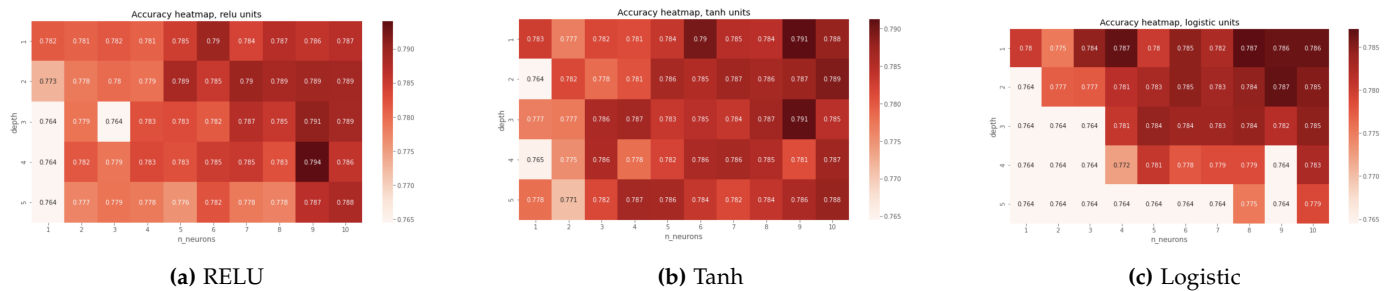 Accuracy heatmap, relu units
1 0.782 0.781 0.782 0.781 0.785 0.79 0.784 0.787 0.786 0.787
2 0.773 0.778 0.78 0.779 0.789 0.785 0.79 0.789 0.789 0.789
depth
3 0.764 0.779 0.764 0.783 0.783 0.782 0.787 0.785 0.791 0.789
4 0.764 0.782 0.779 0.783 0.783 0.785 0.785 0.783 0.794 0.786
5 0.764 0.777 0.779 0.778 0.776 0.782 0.778 0.778 0.787 0.788
1 2 3 4 5 6 7 8 9 10
n_neurons
0.790
0.785
0.780
0.775
0.770
0.765
(a) RELU
Accuracy heatmap, tanh units
1 0.783 0.777 0.782 0.781 0.784 0.79 0.785 0.784 0.791 0.788
2 0.764 0.782 0.778 0.781 0.786 0.785 0.787 0.786 0.787 0.789
depth
3 0.777 0.777 0.786 0.787 0.783 0.785 0.787 0.787 0.791 0.785
4 0.765 0.775 0.786 0.778 0.782 0.786 0.786 0.785 0.781 0.787
5 0.778 0.771 0.782 0.787 0.786 0.784 0.782 0.784 0.786 0.788
1 2 3 4 5 6 7 8 9 10
n_neurons
0.790
0.785
0.780
0.775
0.770
0.765
(b) Tanh
Accuracy heatmap, logistic units
1 0.78 0.775 0.784 0.787 0.78 0.785 0.782 0.787 0.786 0.786
2 0.764 0.777 0.777 0.781 0.783 0.785 0.783 0.784 0.787 0.785
depth
3 0.764 0.764 0.764 0.781 0.784 0.784 0.783 0.784 0.782 0.785
4 0.764 0.764 0.764 0.772 0.781 0.778 0.779 0.779 0.764 0.783
5 0.764 0.764 0.764 0.764 0.764 0.764 0.764 0.775 0.764 0.779
1 2 3 4 5 6 7 8 9 10
n_neurons
0.785
0.780
0.775
0.770
0.765
(c) Logistic